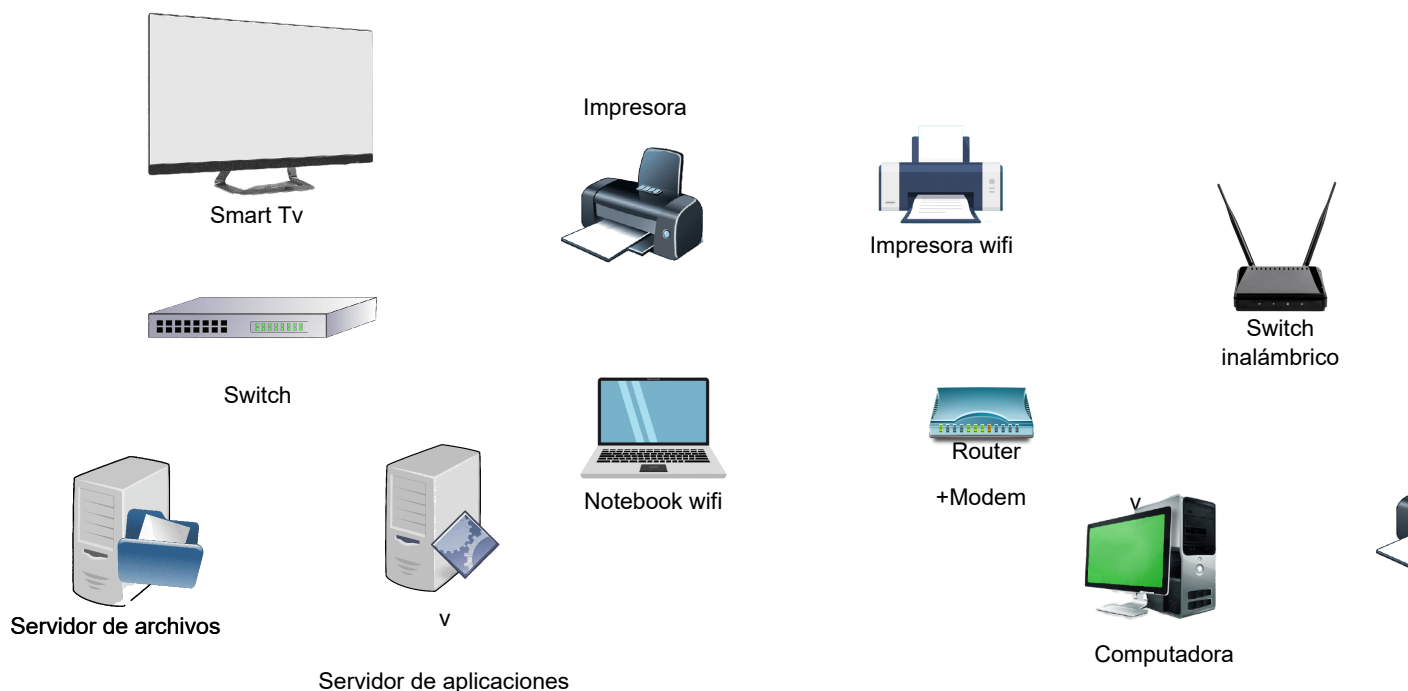 Impresora
Smart Tv
Impresora wifi
Switch
inalámbrico
Switch
Router
Notebook wifi
+Modem
v
Servidor de archivos
v
Computadora
Servidor de aplicaciones